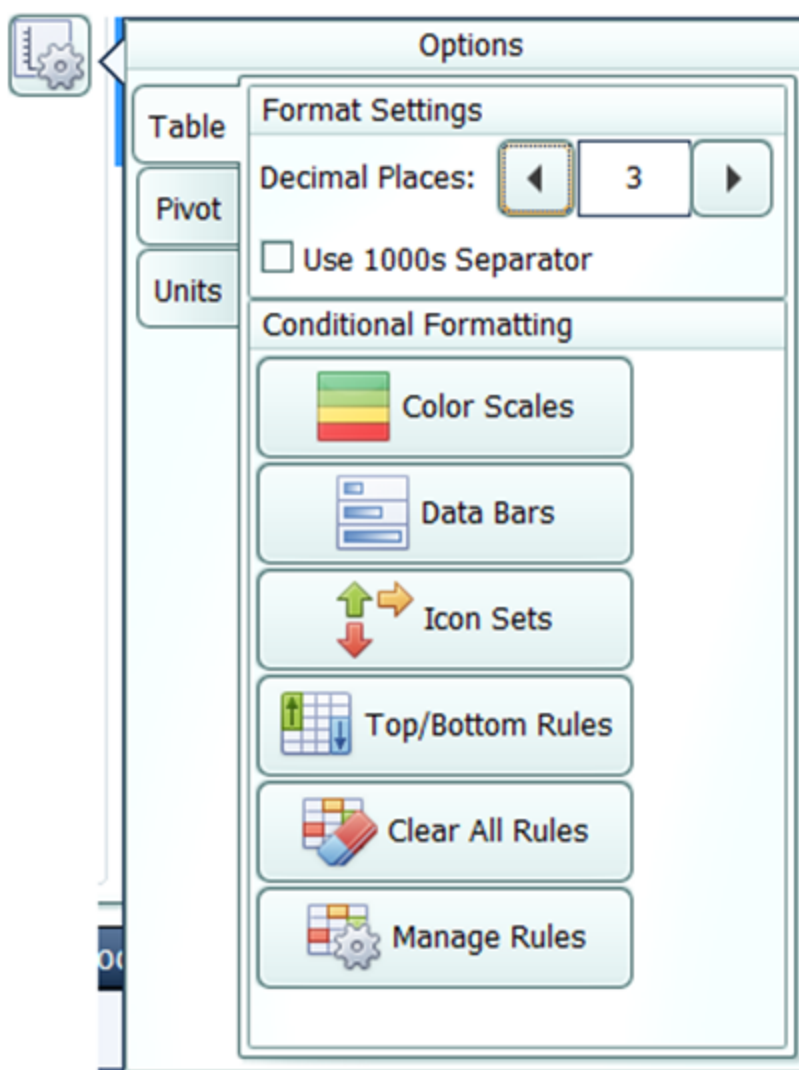 Options
Table
Format Settings
Decimal Places: 3
Pivot
Use 1000s Separator
Units
Conditional Formatting
Color Scales
Data Bars
Icon Sets
Top/Bottom Rules
Clear All Rules
Manage Rules